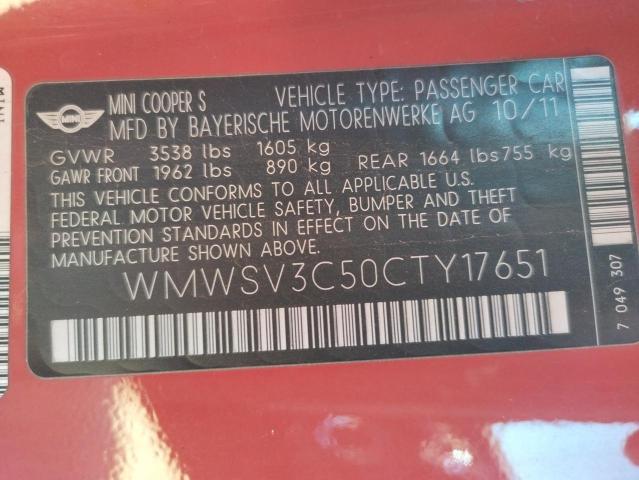 MINI COOPER S VEHICLE TYPE: PASSENGER CAR
MINI
MFD BY BAYERISCHE MOTORENWERKE AG 10/11
GVWR 3538 lbs 1605 kg
GAWR FRONT 1962 lbs 890 kg REAR 1664 lbs 755 kg
THIS VEHICLE CONFORMS TO ALL APPLICABLE U.S.
FEDERAL MOTOR VEHICLE SAFETY, BUMPER AND THEFT
PREVENTION STANDARDS IN EFFECT ON THE DATE OF
MANUFACTURE SHOWN ABOVE.
WMWSV3C50CTY17651
7 049 307
MINI